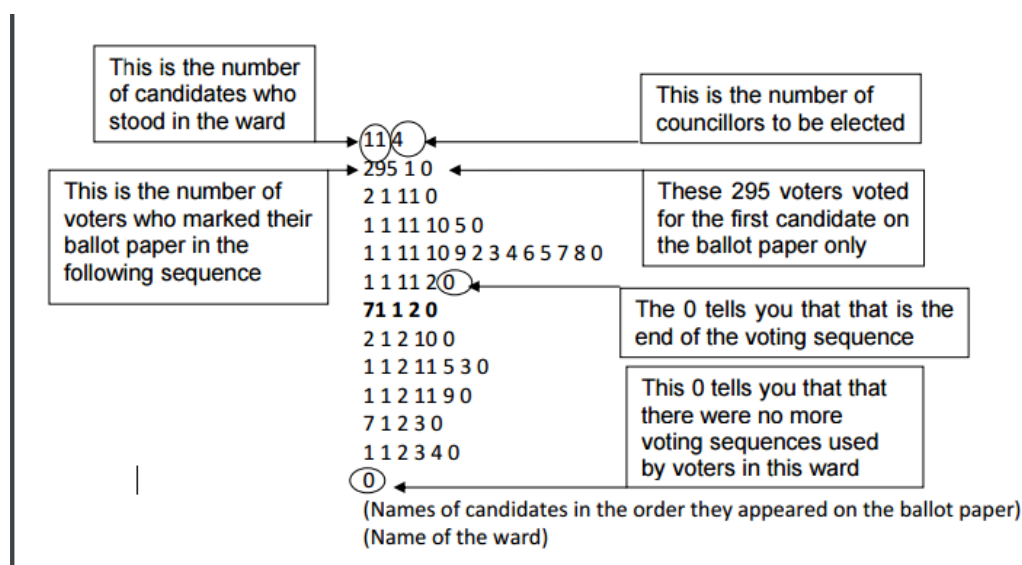 This is the number
of candidates who
stood in the ward
This is the number of
councillors to be elected
11 4
295 1 0
This is the number of
voters who marked their
ballot paper in the
following sequence
These 295 voters voted
for the first candidate on
the ballot paper only
2 1 11 0
1 1 11 10 5 0
1 1 11 10 9 2 3 4 6 5 7 8 0
1 1 11 2 0
The 0 tells you that that is the
end of the voting sequence
71 1 2 0
2 1 2 10 0
1 1 2 11 5 3 0
1 1 2 11 9 0
7 1 2 3 0
1 1 2 3 4 0
0
This 0 tells you that that
there were no more
voting sequences used
by voters in this ward
(Names of candidates in the order they appeared on the ballot paper)
(Name of the ward)